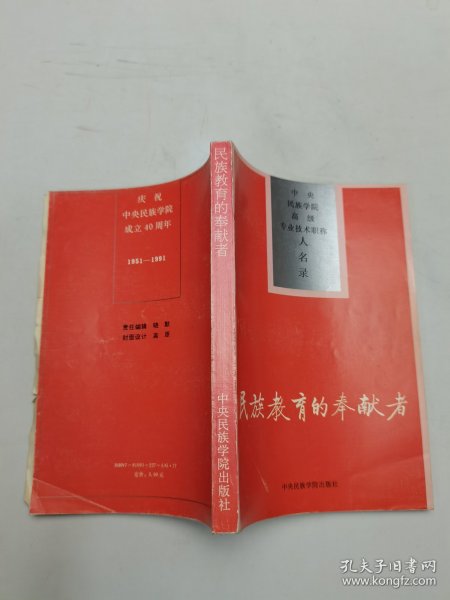 庆祝
中央民族学院
成立40周年
1951—1991
责任编辑
封面设计
民族教育的奉献者
中央民族学院出版社
中央
民族学院
高级
专业技术职称
人
名
录
民族教育的奉献者
中央民族学院出版社
孔夫子旧书网
www.kongfz.com